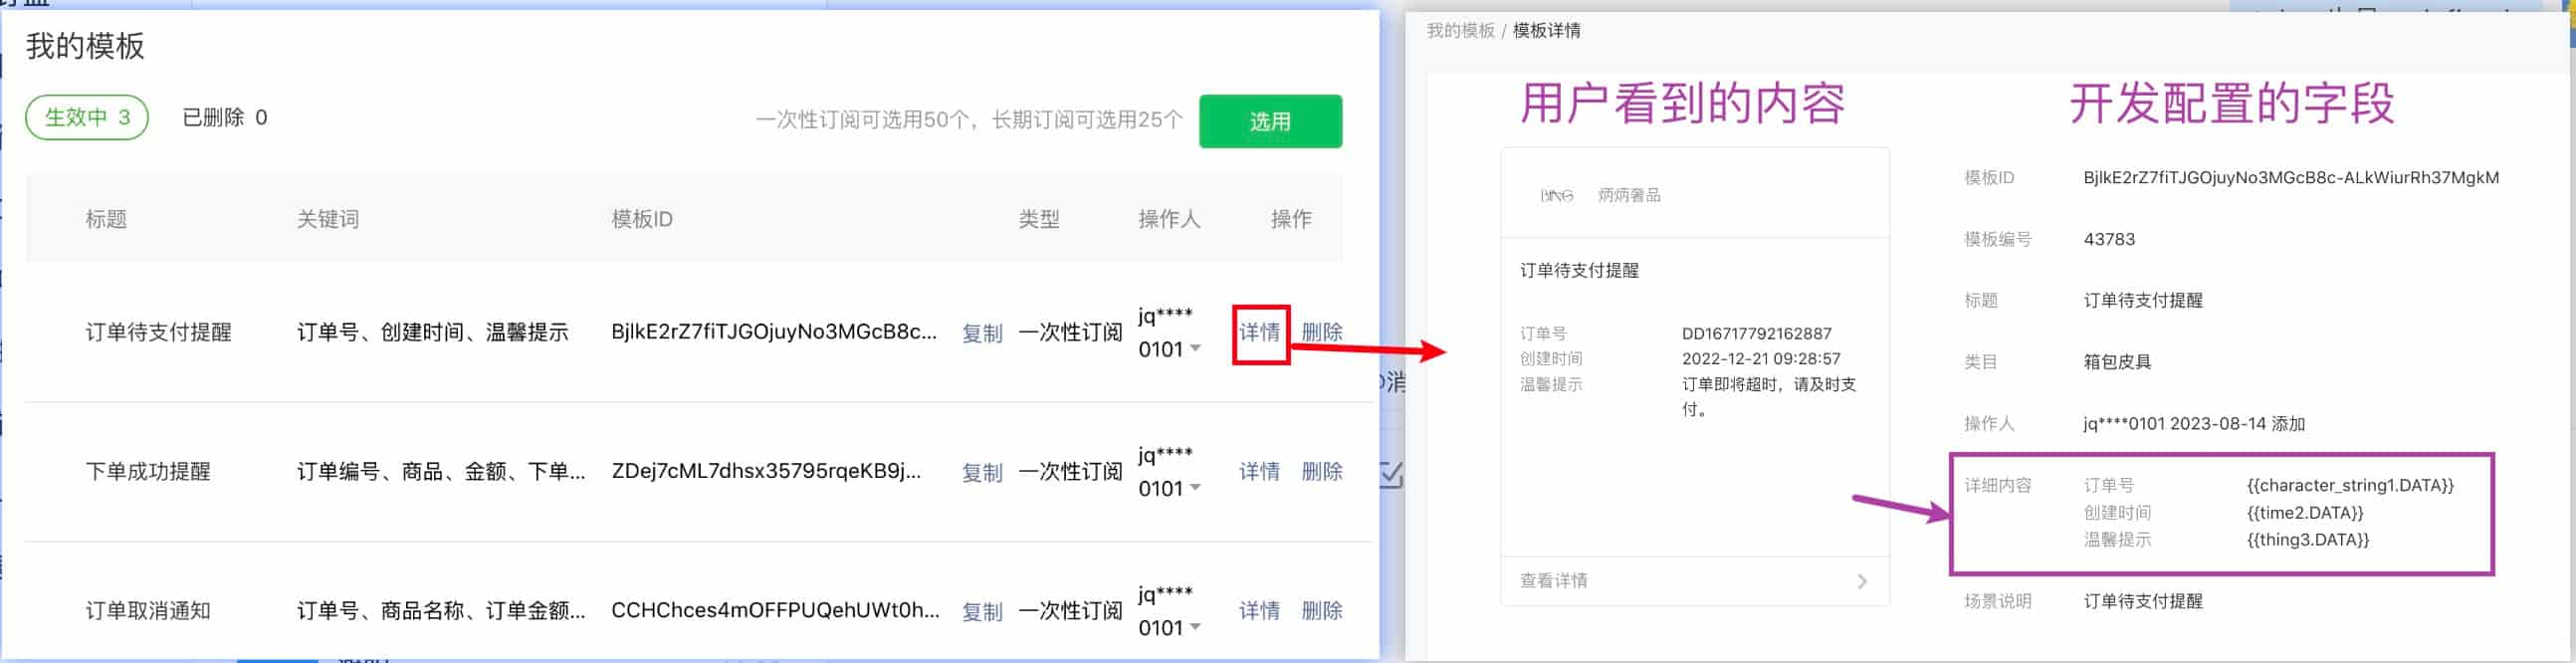 我的模板
生效中 3 已删除 0 一次性订阅可选用50个，长期订阅可选用25个 选用
标题 关键词 模板ID 类型 操作人 操作
订单待支付提醒 订单号、创建时间、温馨提示 BjlkE2rZ7fiTJGOjuyNo3MGcB8c... 复制 一次性订阅 jq**** 0101 详情 删除
下单成功提醒 订单编号、商品、金额、下单... ZDej7cML7dhsx35795rqeKB9j... 复制 一次性订阅 jq**** 0101 详情 删除
订单取消通知 订单号、商品名称、订单金额... CCHChces4mOFFPUQehUWt0h... 复制 一次性订阅 jq**** 0101 详情 删除
我的模板 / 模板详情
用户看到的内容
BING 炳炳奢品
订单待支付提醒
订单号 DD16717792162887
创建时间 2022-12-21 09:28:57
温馨提示 订单即将超时，请及时支
付。
查看详情
开发配置的字段
模板ID BjlkE2rZ7fiTJGOjuyNo3MGcB8c-ALkWiurRh37MgkM
模板编号 43783
标题 订单待支付提醒
类目 箱包皮具
操作人 jq****0101 2023-08-14 添加
详细内容 订单号 {{character_string1.DATA}}
创建时间 {{time2.DATA}}
温馨提示 {{thing3.DATA}}
场景说明 订单待支付提醒